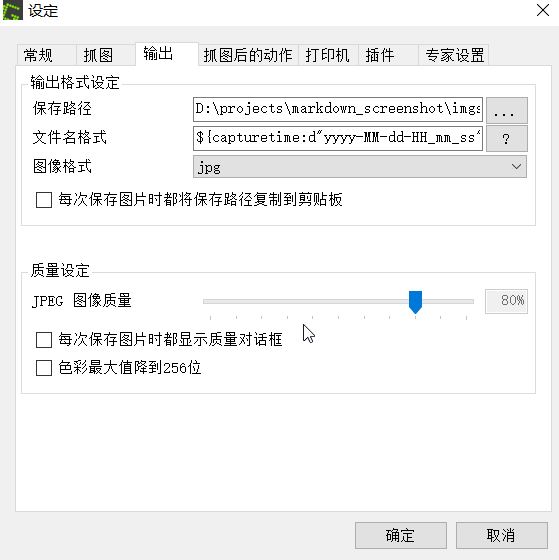 设定
常规 抓图 输出 抓图后的动作 打印机 插件 专家设置
输出格式设定
保存路径 D:\projects\markdown_screenshot\imgs ...
文件名格式 ${capturetime:d"yyyy-MM-dd-HH_mm_ss" ?
图像格式 jpg
每次保存图片时都将保存路径复制到剪贴板
质量设定
JPEG 图像质量 80%
每次保存图片时都显示质量对话框
色彩最大值降到256位
确定 取消